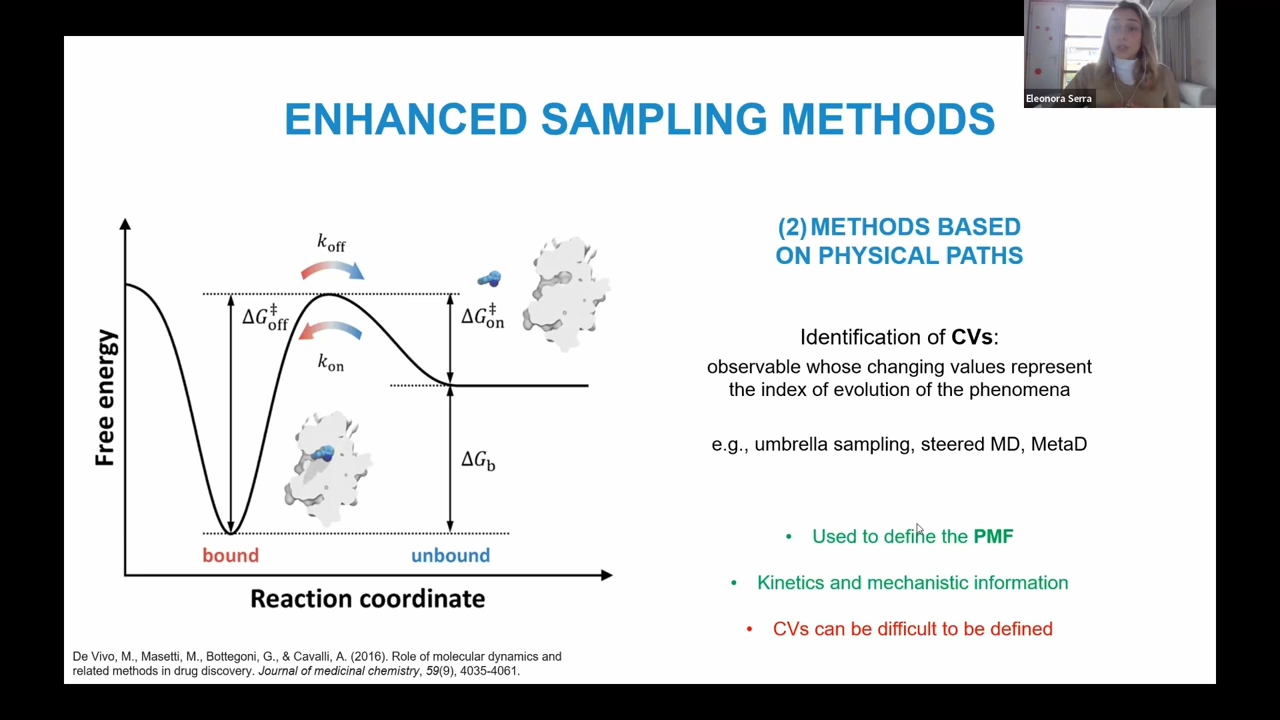 Eleonora Serra
ENHANCED SAMPLING METHODS
(2) METHODS BASED
ON PHYSICAL PATHS
Identification of CVs:
observable whose changing values represent
the index of evolution of the phenomena
e.g., umbrella sampling, steered MD, MetaD
• Used to define the PMF
• Kinetics and mechanistic information
• CVs can be difficult to be defined
Free energy
k_off
ΔG‡_off
ΔG‡_on
k_on
ΔG_b
bound
unbound
Reaction coordinate
De Vivo, M., Masetti, M., Bottegoni, G., & Cavalli, A. (2016). Role of molecular dynamics and
related methods in drug discovery. Journal of medicinal chemistry, 59(9), 4035-4061.